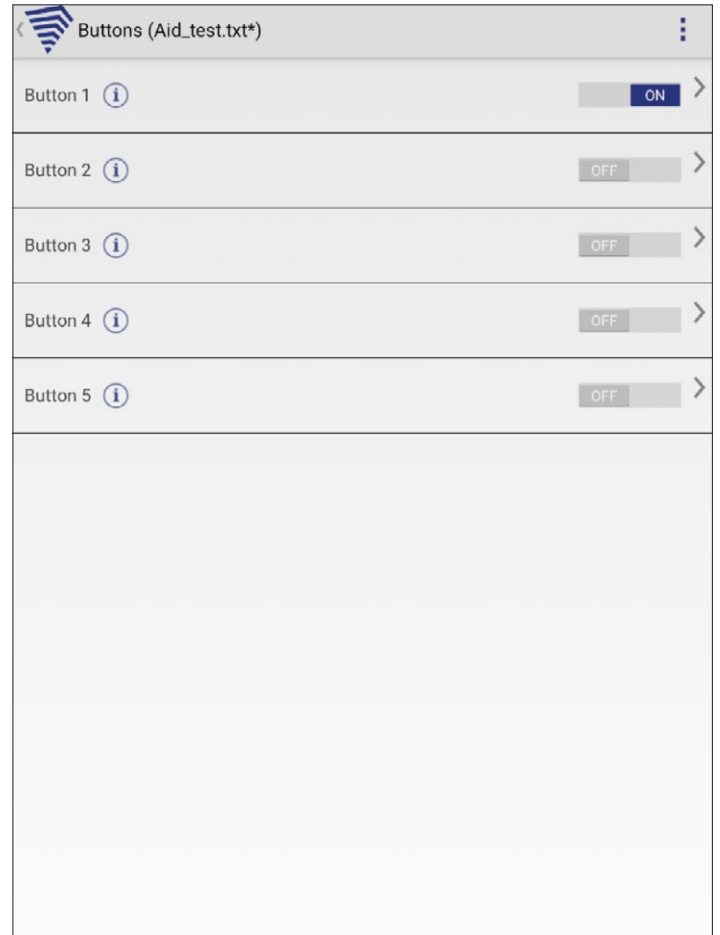 Buttons (Aid_test.txt*)
Button 1 i ON
Button 2 i OFF
Button 3 i OFF
Button 4 i OFF
Button 5 i OFF